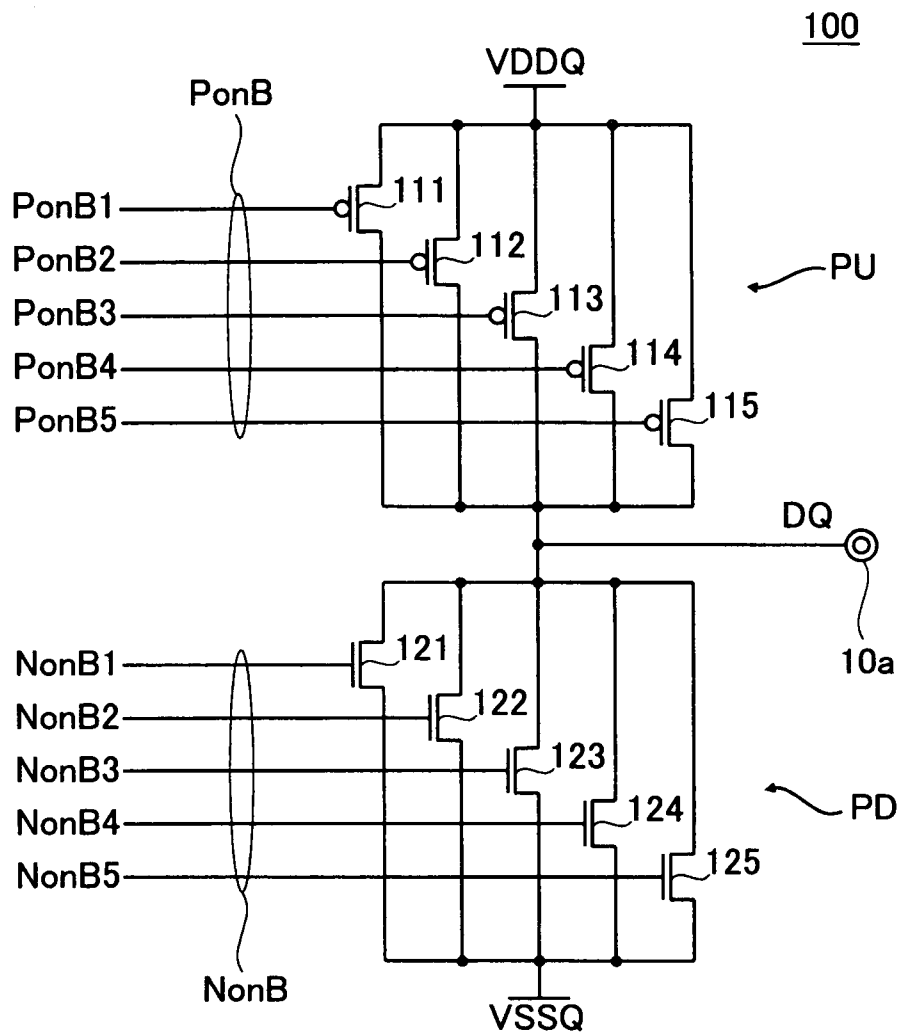 100
VDDQ
PonB
PonB1
111
PonB2
112
PU
PonB3
113
PonB4
114
PonB5
115
DQ
10a
NonB1
121
NonB2
122
NonB3
123
PD
NonB4
124
NonB5
125
NonB
VSSQ